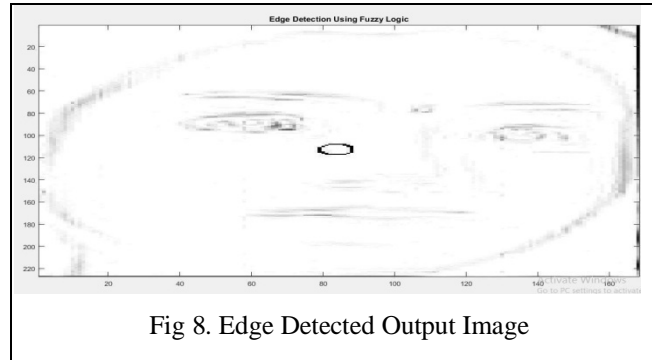 Edge Detection Using Fuzzy Logic
20
40
60
80
100
120
140
160
180
200
220
20 40 60 80 100 120 140 160
Activate Windows
Go to PC settings to activate
Fig 8. Edge Detected Output Image